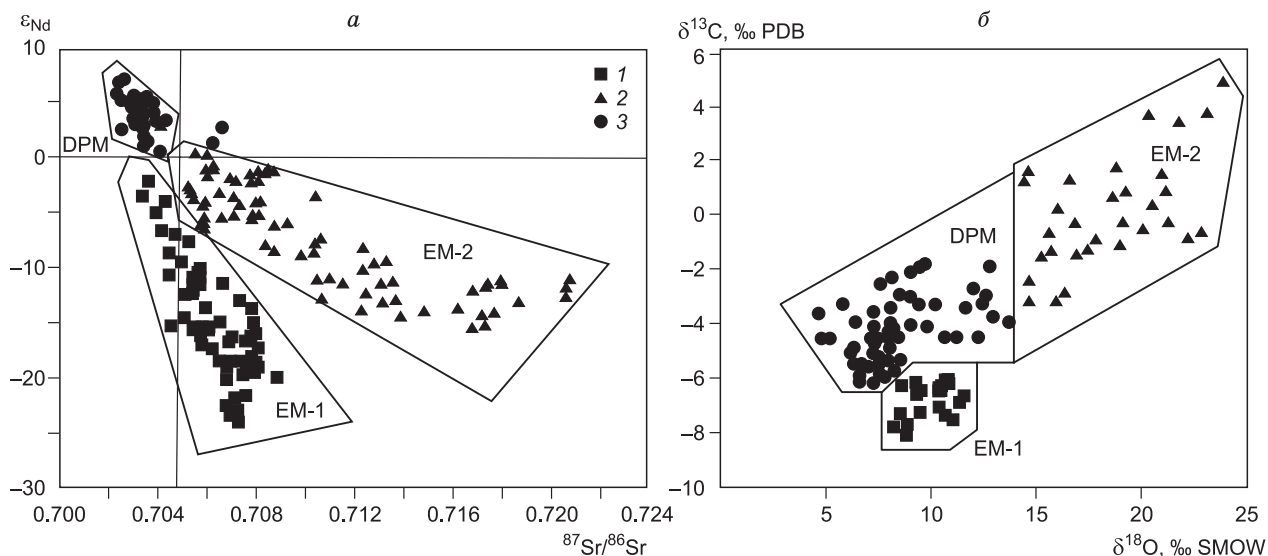 а
ε Nd
10
0
–10
–20
–30
0.700
0.704
0.708
0.712
0.716
0.720
0.724
87Sr/86Sr
1
2
3
DPM
EM-2
EM-1
б
δ13C, ‰ PDB
6
4
2
0
–2
–4
–6
–8
–10
5
10
15
20
25
δ18O, ‰ SMOW
EM-2
DPM
EM-1